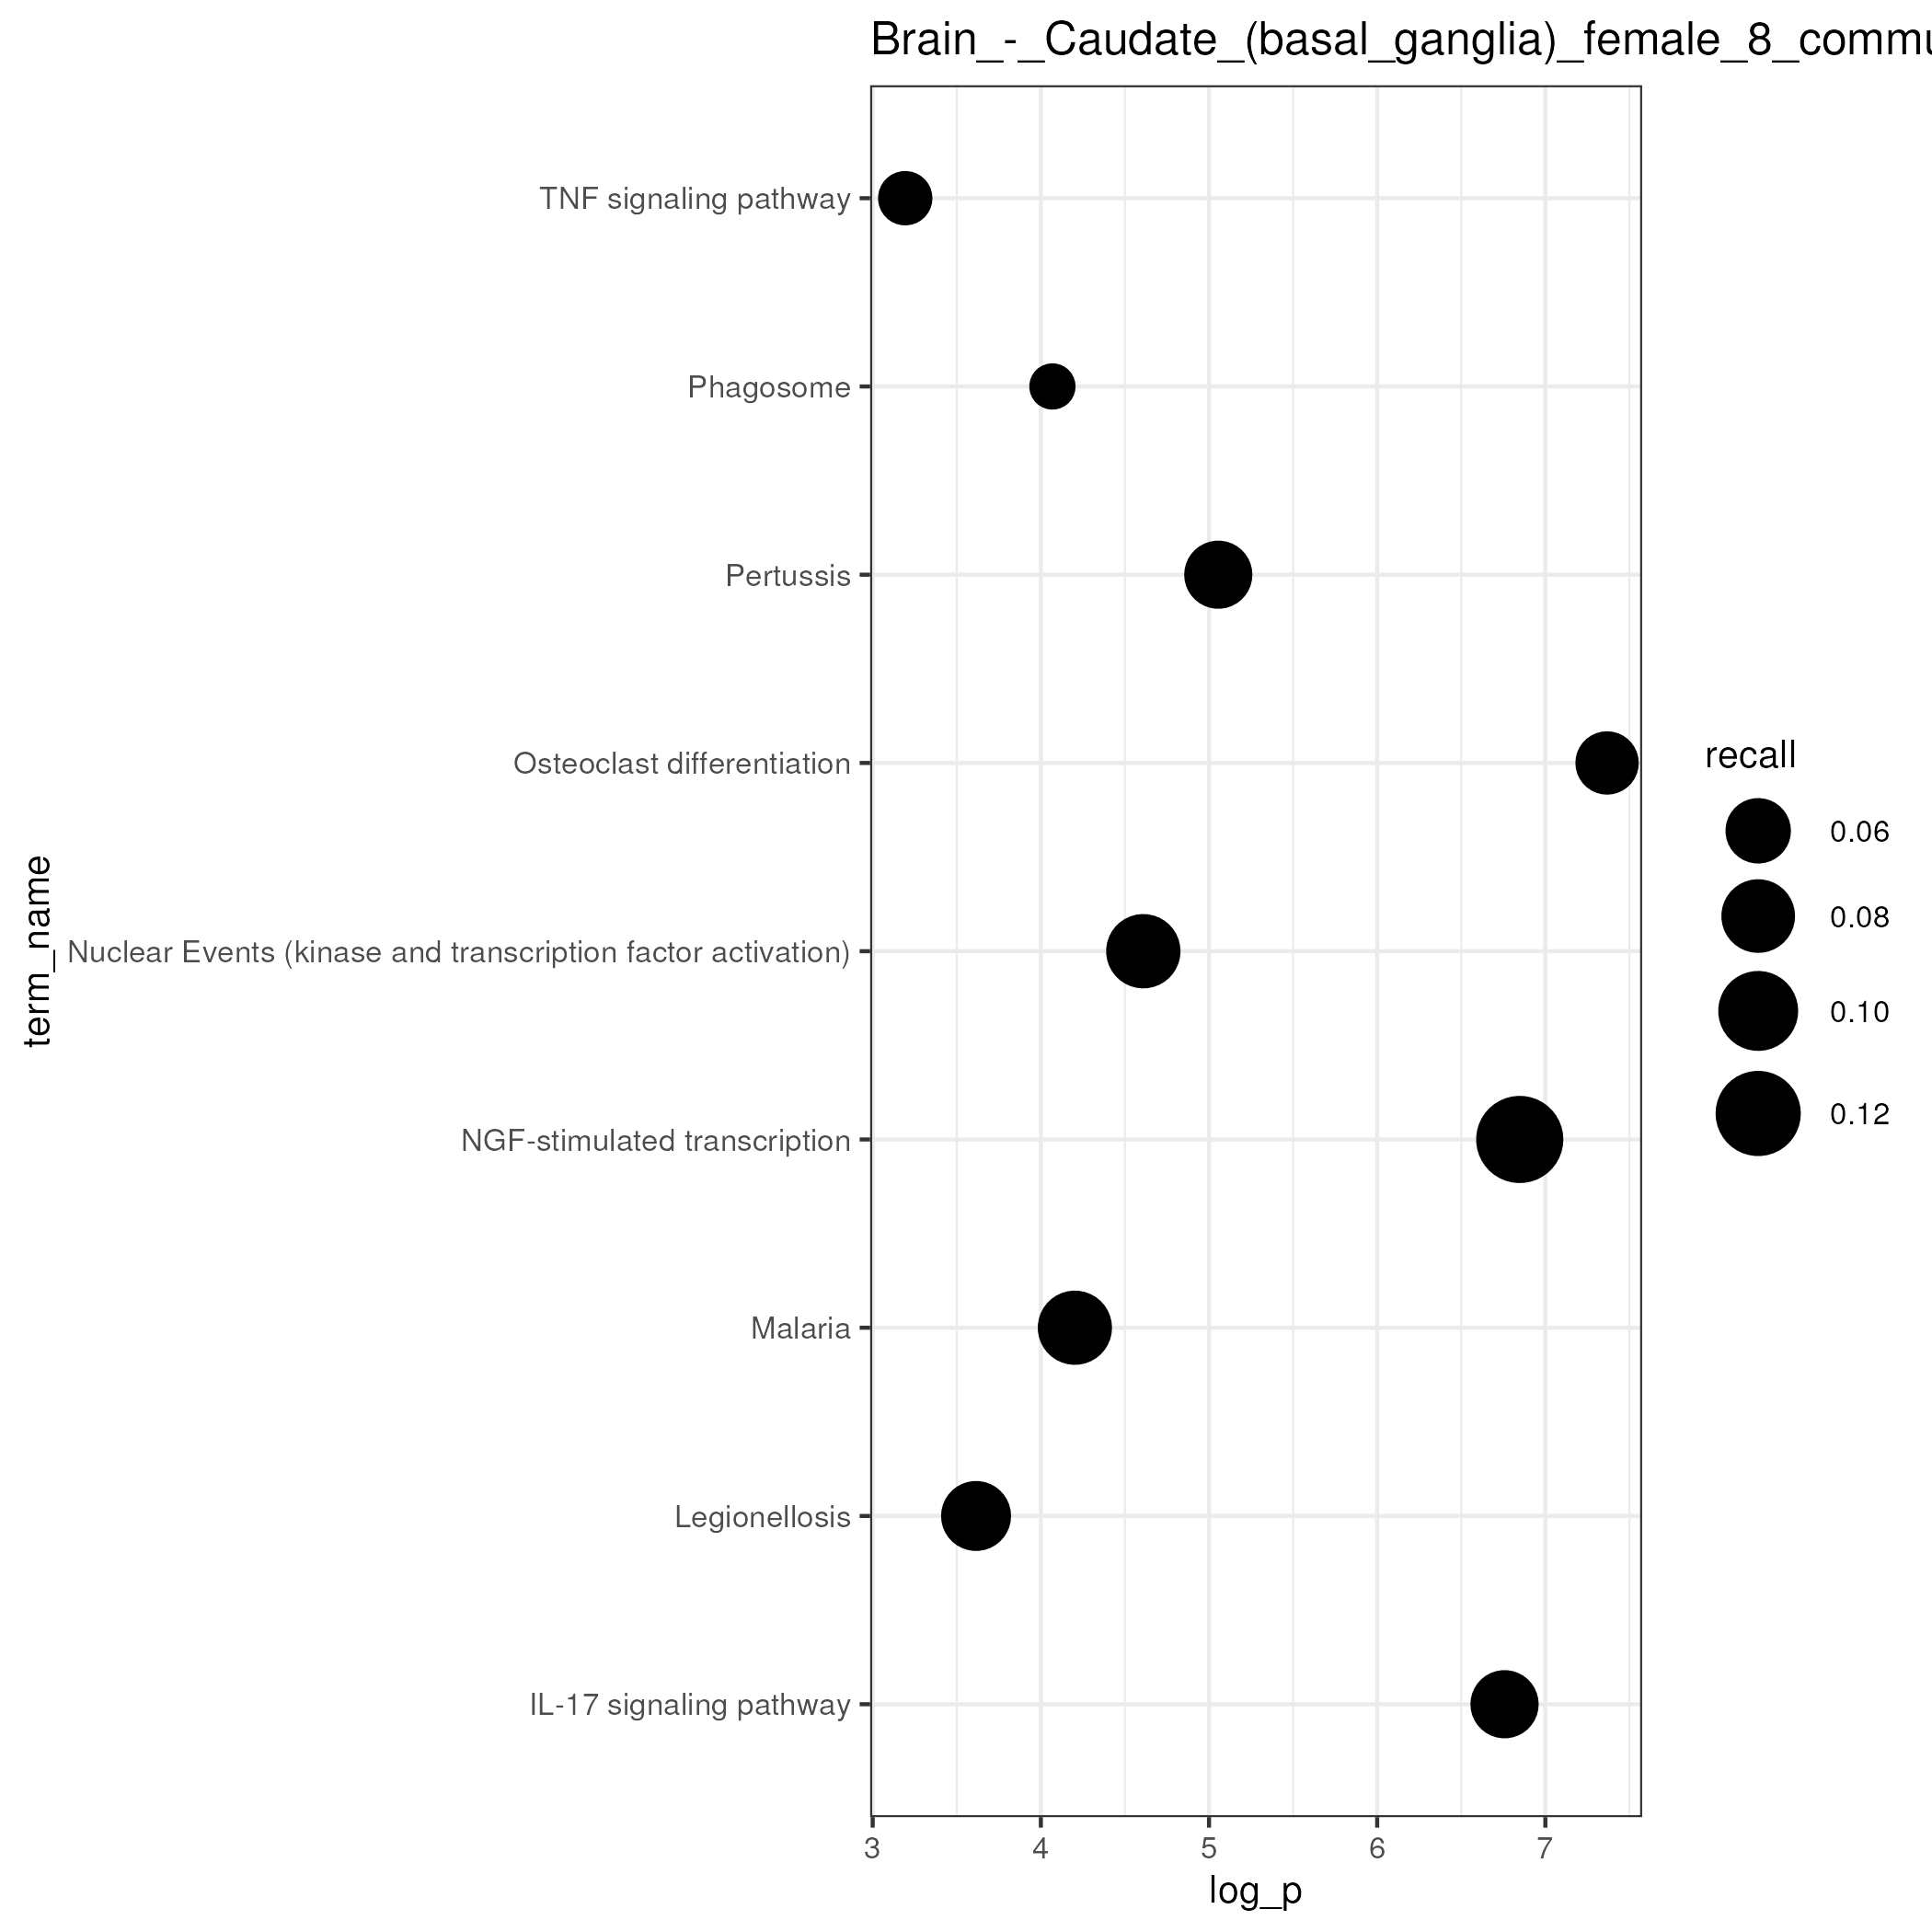 Brain_-_Caudate_(basal_ganglia)_female_8_commu
TNF signaling pathway
Phagosome
Pertussis
Osteoclast differentiation
Nuclear Events (kinase and transcription factor activation)
NGF-stimulated transcription
Malaria
Legionellosis
IL-17 signaling pathway
term_name
3 4 5 6 7
log_p
recall
0.06
0.08
0.10
0.12